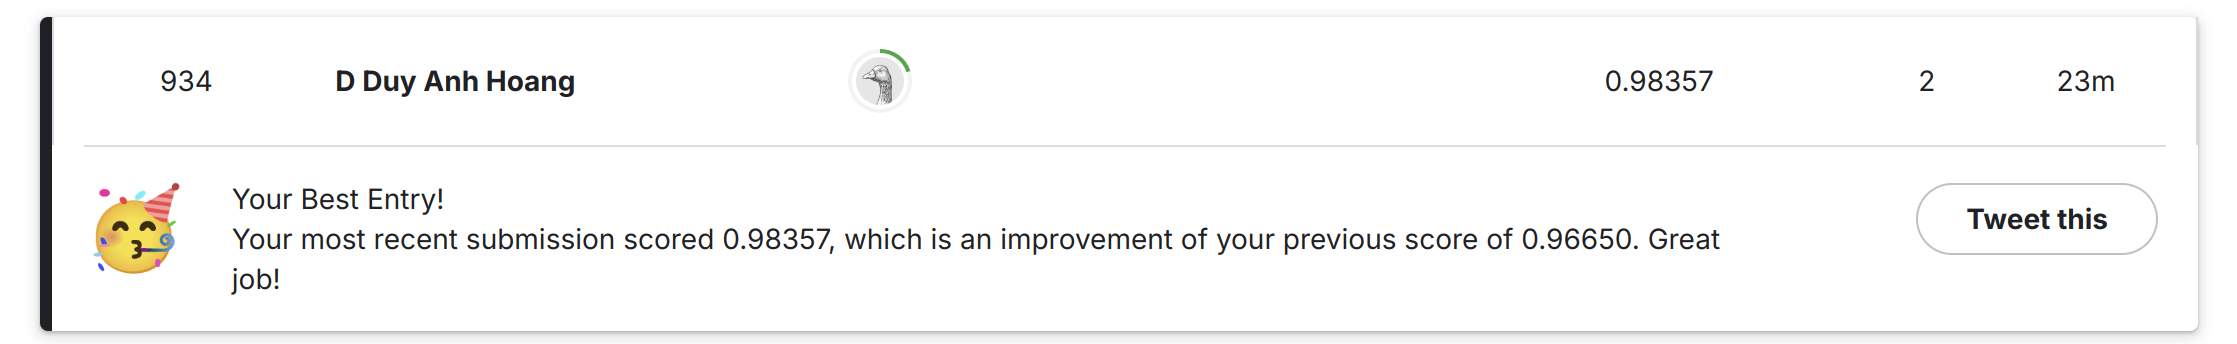 934 D Duy Anh Hoang 0.98357 2 23m
Your Best Entry!
Your most recent submission scored 0.98357, which is an improvement of your previous score of 0.96650. Great
job!
Tweet this